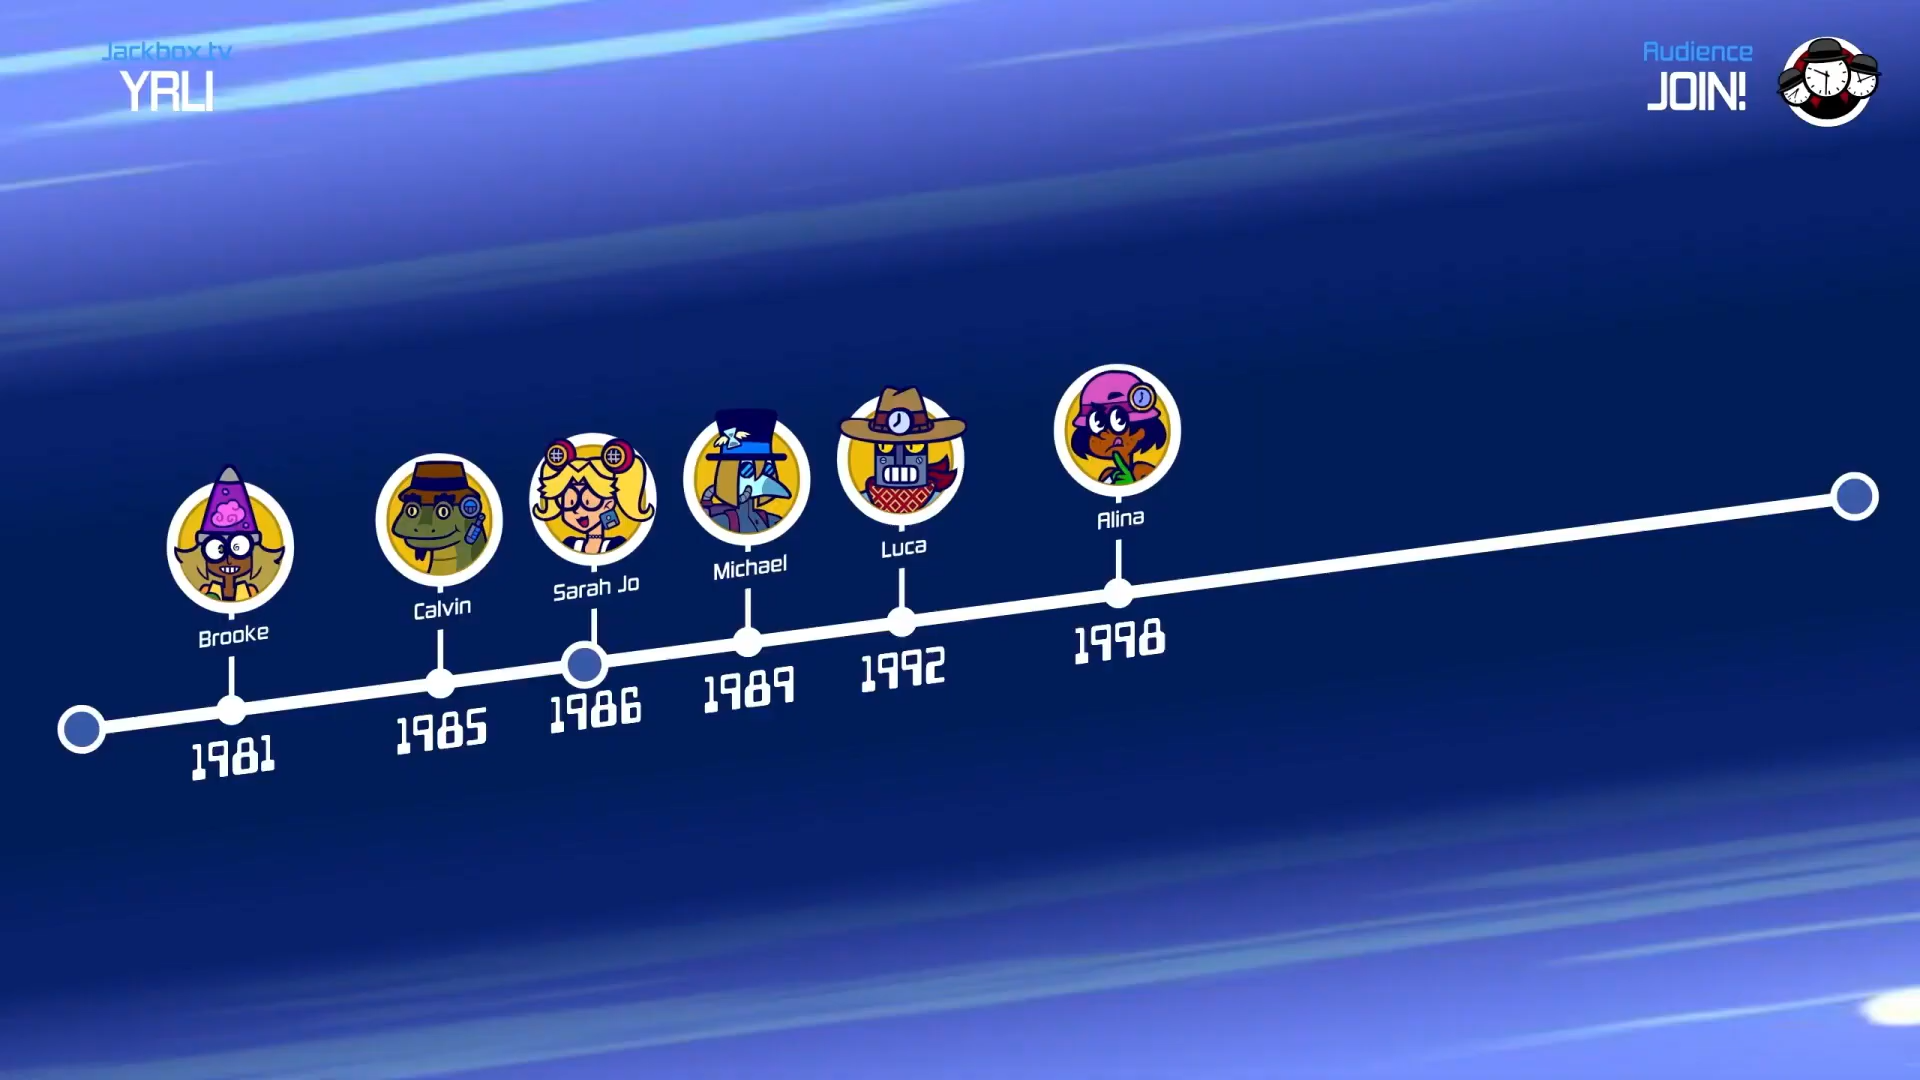 Jackbox.tv
YRLI
Audience
JOIN!
Brooke
Calvin
Sarah Jo
Michael
Luca
Alina
1981
1985
1986
1989
1992
1998